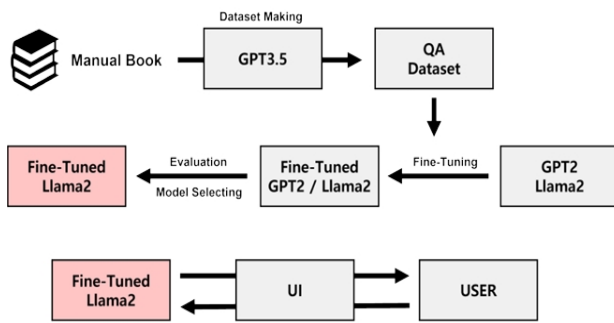 Dataset Making
Manual Book
GPT3.5
QA
Dataset
Fine-Tuned
Llama2
Evaluation
Model Selecting
Fine-Tuned
GPT2 / Llama2
Fine-Tuning
GPT2
Llama2
Fine-Tuned
Llama2
UI
USER